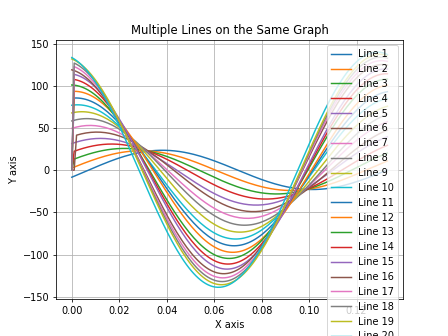 Multiple Lines on the Same Graph
150
100
50
0
−50
−100
−150
Y axis
0.00
0.02
0.04
0.06
0.08
0.10
X axis
Line 1
Line 2
Line 3
Line 4
Line 5
Line 6
Line 7
Line 8
Line 9
Line 10
Line 11
Line 12
Line 13
Line 14
Line 15
Line 16
Line 17
Line 18
Line 19
Line 20